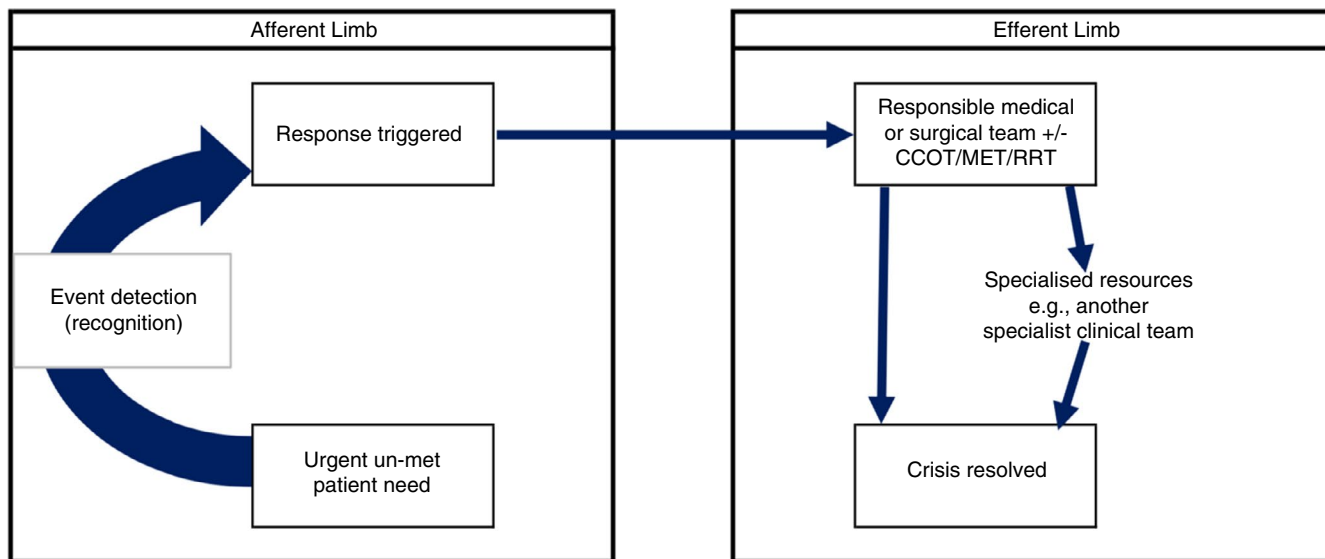 Afferent Limb
Response triggered
Event detection
(recognition)
Urgent un-met
patient need
Efferent Limb
Responsible medical
or surgical team +/-
CCOT/MET/RRT
Specialised resources
e.g., another
specialist clinical team
Crisis resolved